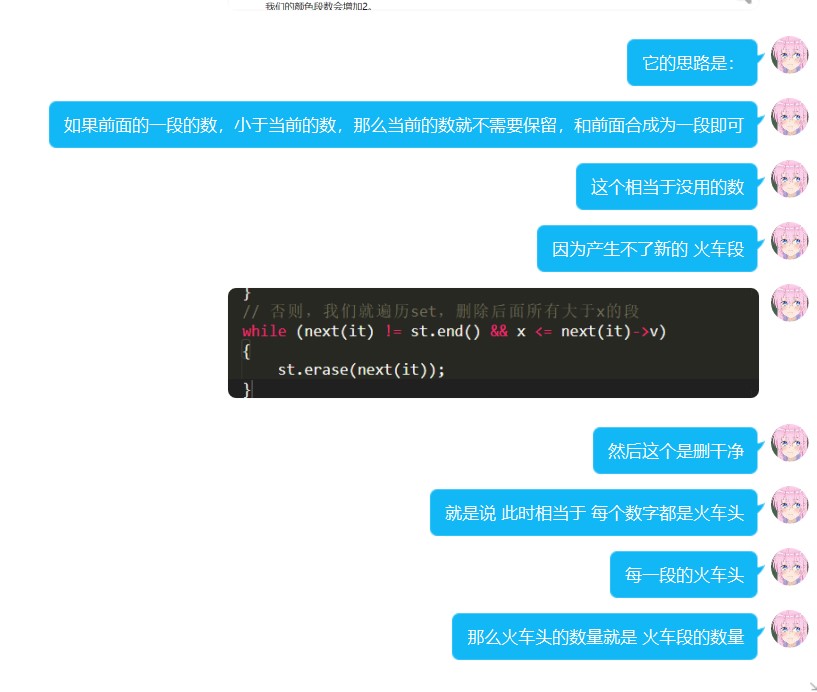 我们的颜色段数会增加2。
它的思路是：
如果前面的一段的数，小于当前的数，那么当前的数就不需要保留，和前面合成为一段即可
这个相当于没用的数
因为产生不了新的 火车段
}
// 否则，我们就遍历set，删除后面所有大于x的段
while (next(it) != st.end() && x <= next(it)->v)
{
    st.erase(next(it));
}
然后这个是删干净
就是说 此时相当于 每个数字都是火车头
每一段的火车头
那么火车头的数量就是 火车段的数量